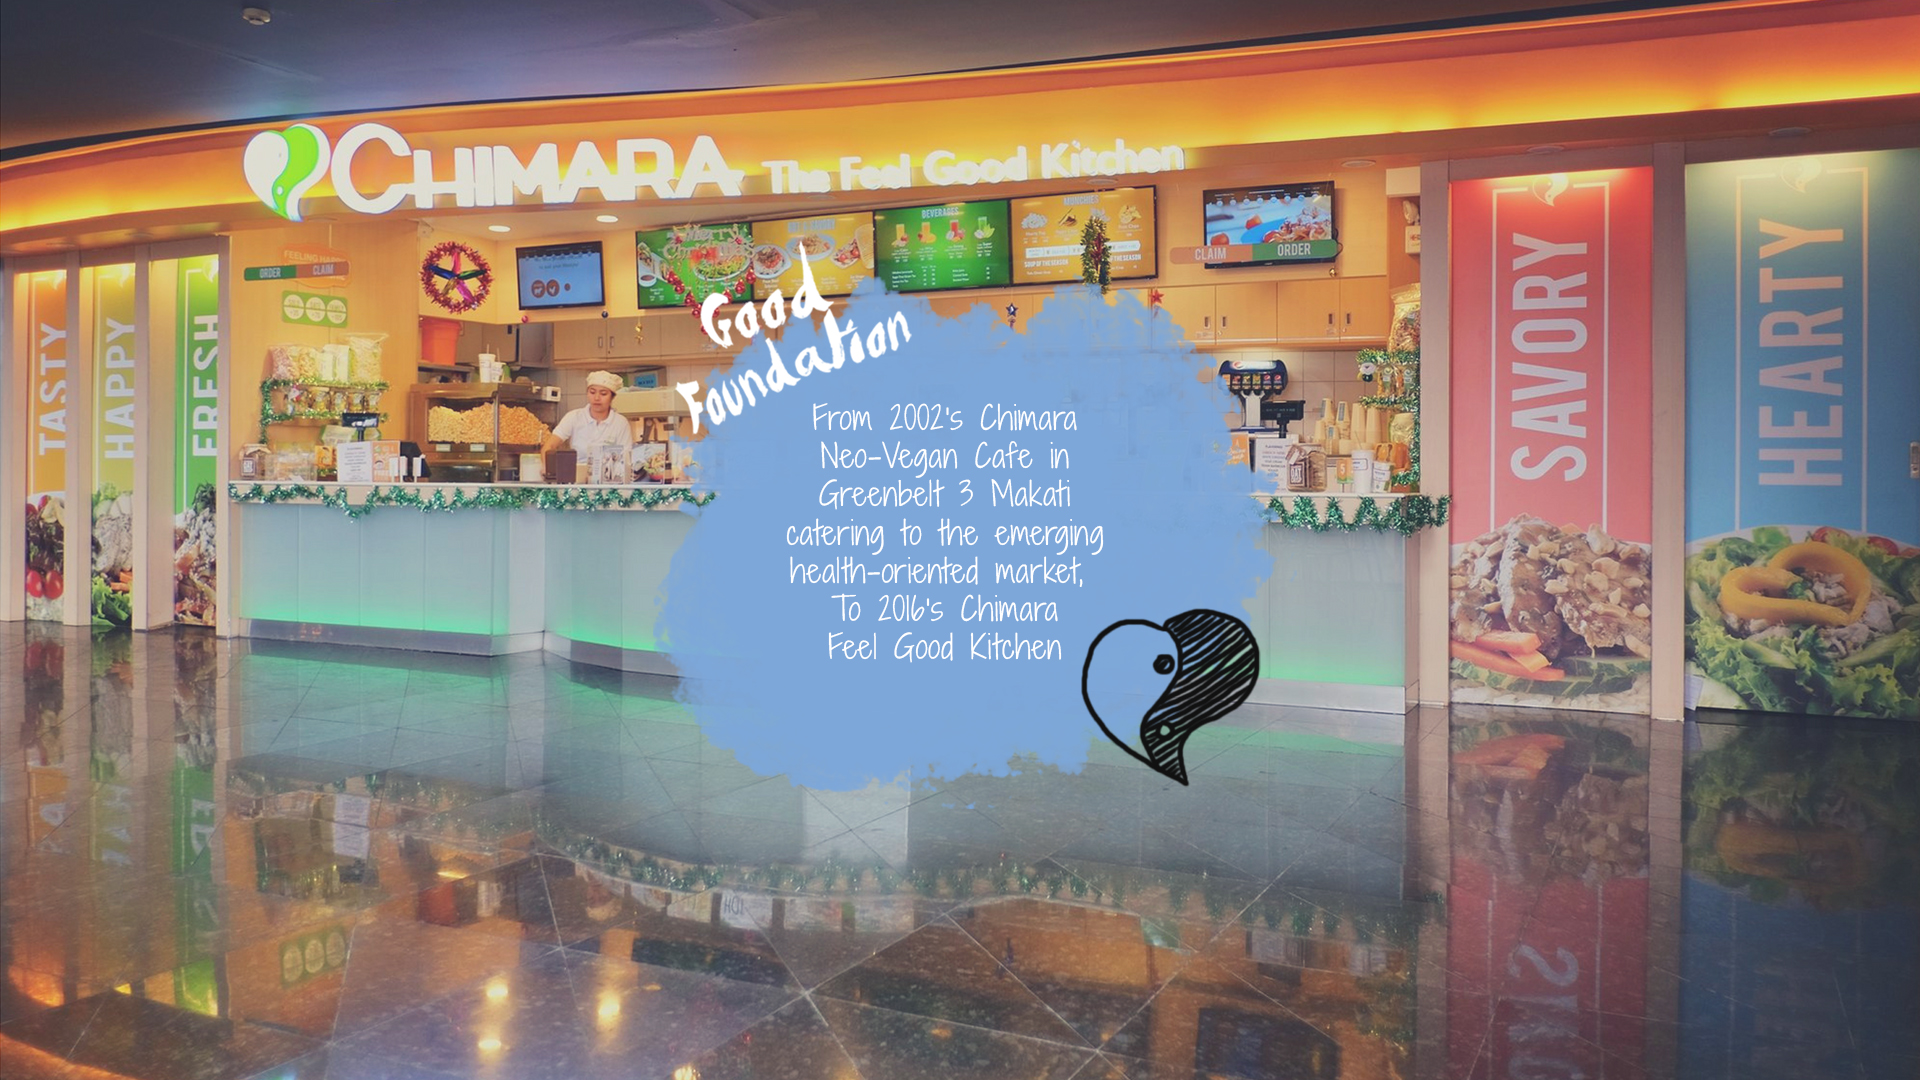 CHIMARA The Feel Good Kitchen
ORDER CLAIM
BEVERAGES
MUNCHIES
CLAIM ORDER
TASTY
HAPPY
FRESH
SAVORY
HEARTY
Good
Foundation
From 2002's Chimara
Neo-Vegan Cafe in
Greenbelt 3 Makati
catering to the emerging
health-oriented market,
To 2016's Chimara
Feel Good Kitchen